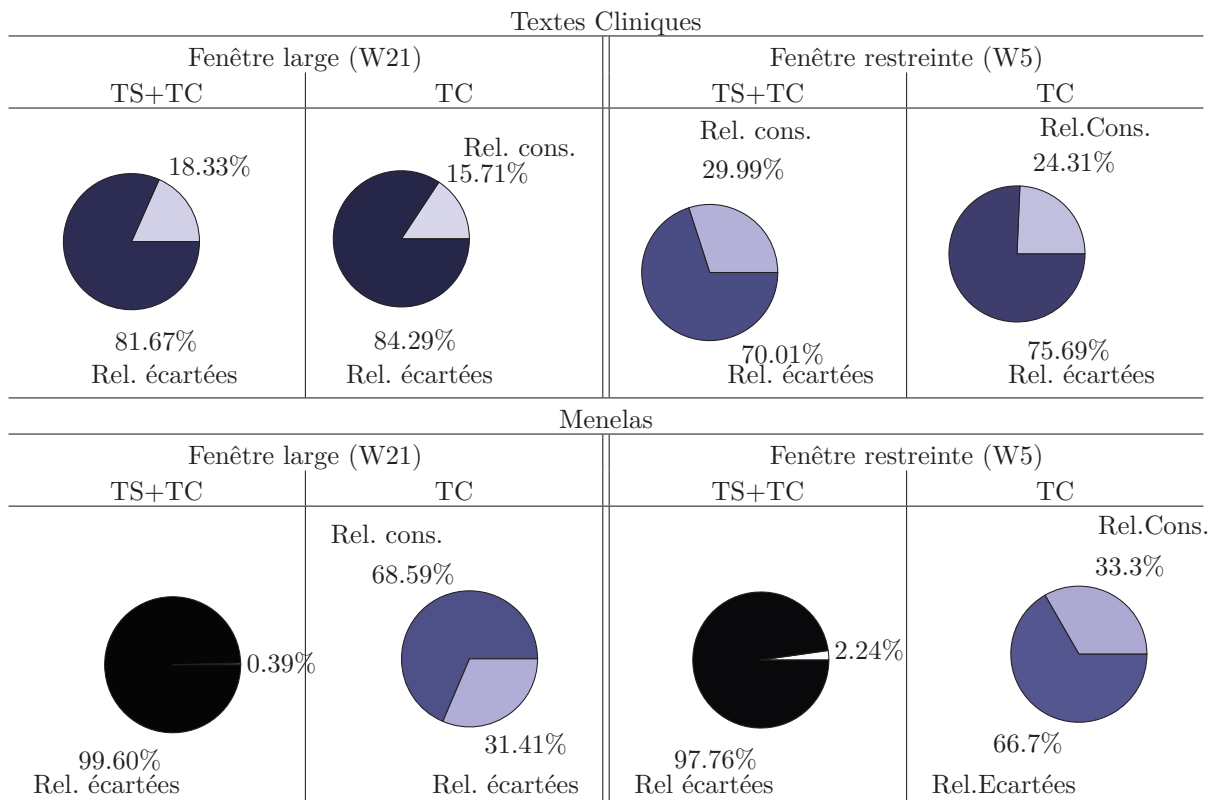 Textes Cliniques
Fenêtre large (W21)
Fenêtre restreinte (W5)
TS+TC
TC
TS+TC
TC
18.33%
81.67%
Rel. écartées
Rel. cons.
15.71%
84.29%
Rel. écartées
Rel. cons.
29.99%
70.01%
Rel. écartées
Rel.Cons.
24.31%
75.69%
Rel. écartées
Menelas
Fenêtre large (W21)
Fenêtre restreinte (W5)
TS+TC
TC
TS+TC
TC
0.39%
99.60%
Rel. écartées
Rel. cons.
68.59%
31.41%
Rel. écartées
2.24%
97.76%
Rel écartées
Rel.Cons.
33.3%
66.7%
Rel.Ecartées